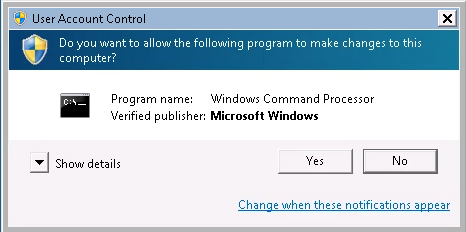 User Account Control
Do you want to allow the following program to make changes to this
computer?
C:\_
Program name: Windows Command Processor
Verified publisher: Microsoft Windows
Show details
Yes
No
Change when these notifications appear